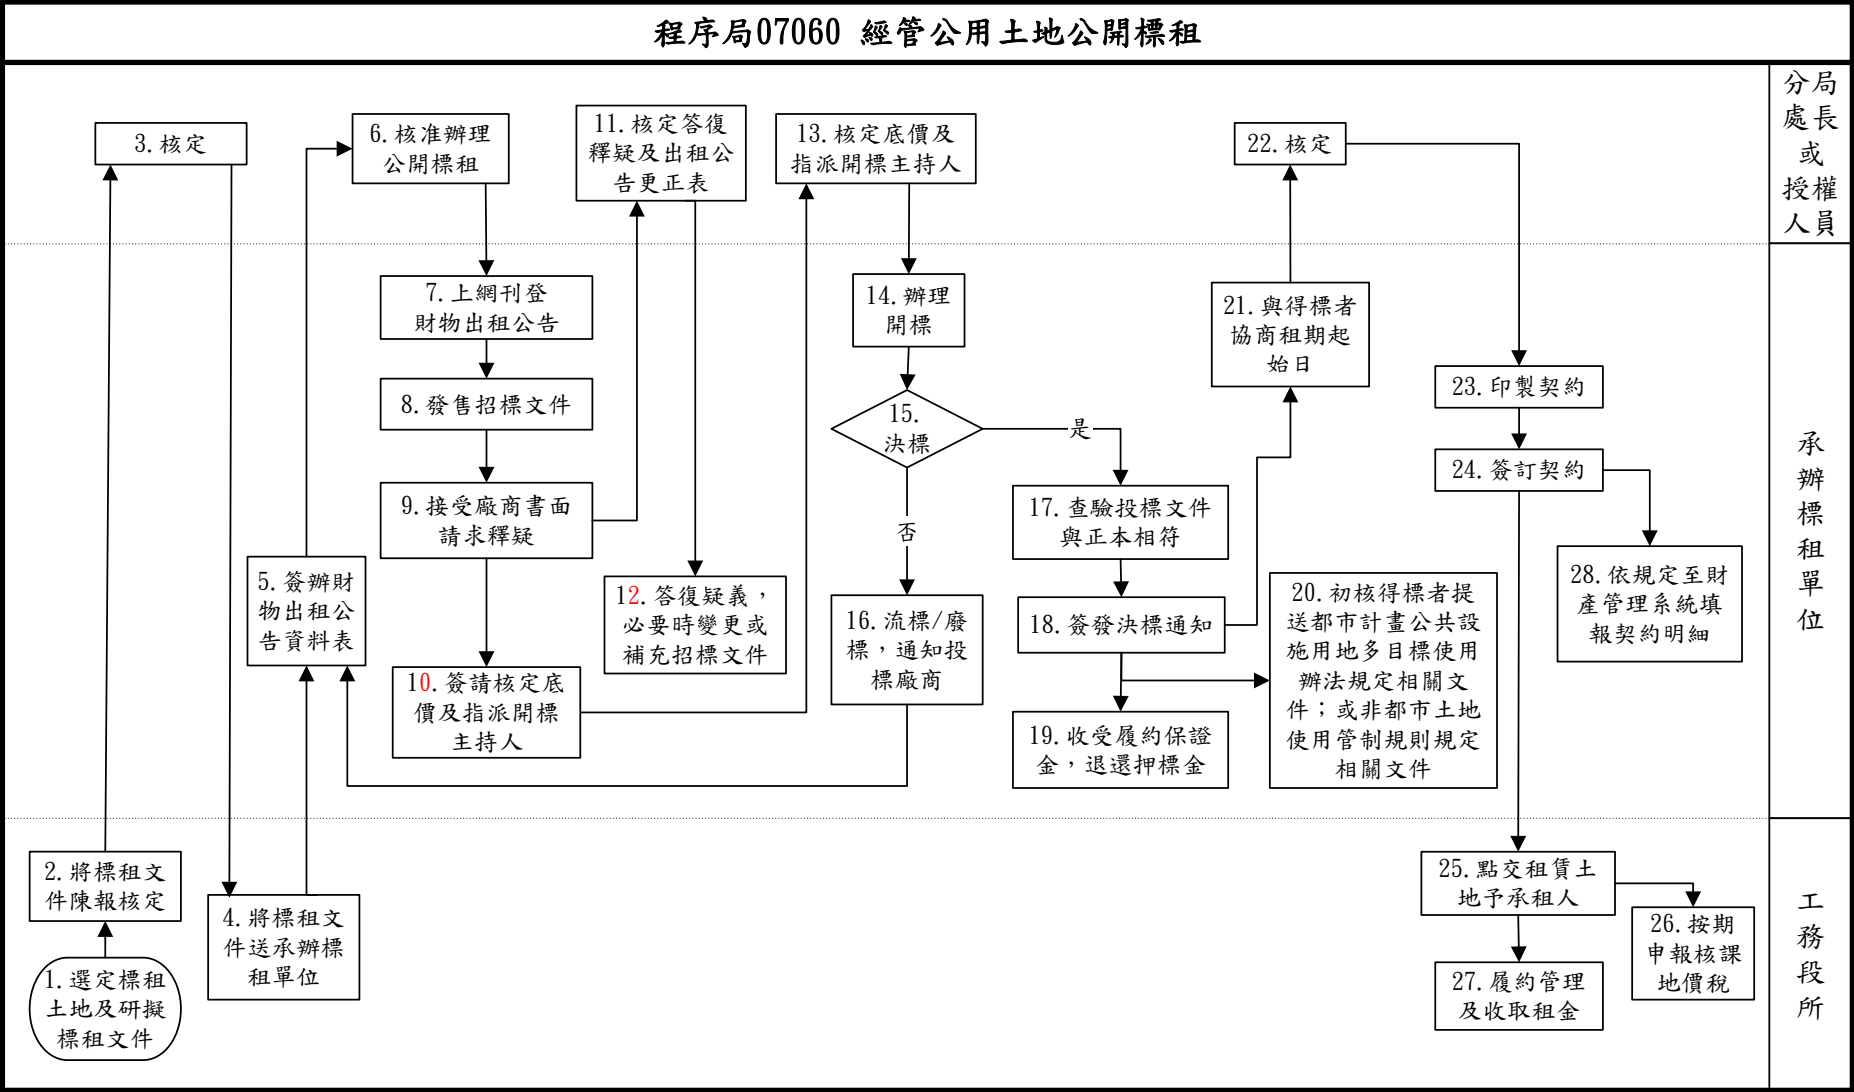 程序局07060 經管公用土地公開標租
分局
處長
或
授權
人員
3.核定
6.核准辦理
公開標租
11.核定答復
釋疑及出租公
告更正表
13.核定底價及
指派開標主持人
22.核定
承
辦
標
租
單
位
7.上網刊登
財物出租公告
8.發售招標文件
9.接受廠商書面
請求釋疑
5.簽辦財
物出租公
告資料表
10.簽請核定底
價及指派開標
主持人
12.答復疑義，
必要時變更或
補充招標文件
14.辦理
開標
15.
決標
是
否
16.流標/廢
標，通知投
標廠商
17.查驗投標文件
與正本相符
18.簽發決標通知
19.收受履約保證
金，退還押標金
20.初核得標者提
送都市計畫公共設
施用地多目標使用
辦法規定相關文
件；或非都市土地
使用管制規則規定
相關文件
21.與得標者
協商租期起
始日
23.印製契約
24.簽訂契約
28.依規定至財
產管理系統填
報契約明細
工
務
段
所
2.將標租文
件陳報核定
1.選定標租
土地及研擬
標租文件
4.將標租文
件送承辦標
租單位
25.點交租賃土
地予承租人
26.按期
申報核課
地價稅
27.履約管理
及收取租金